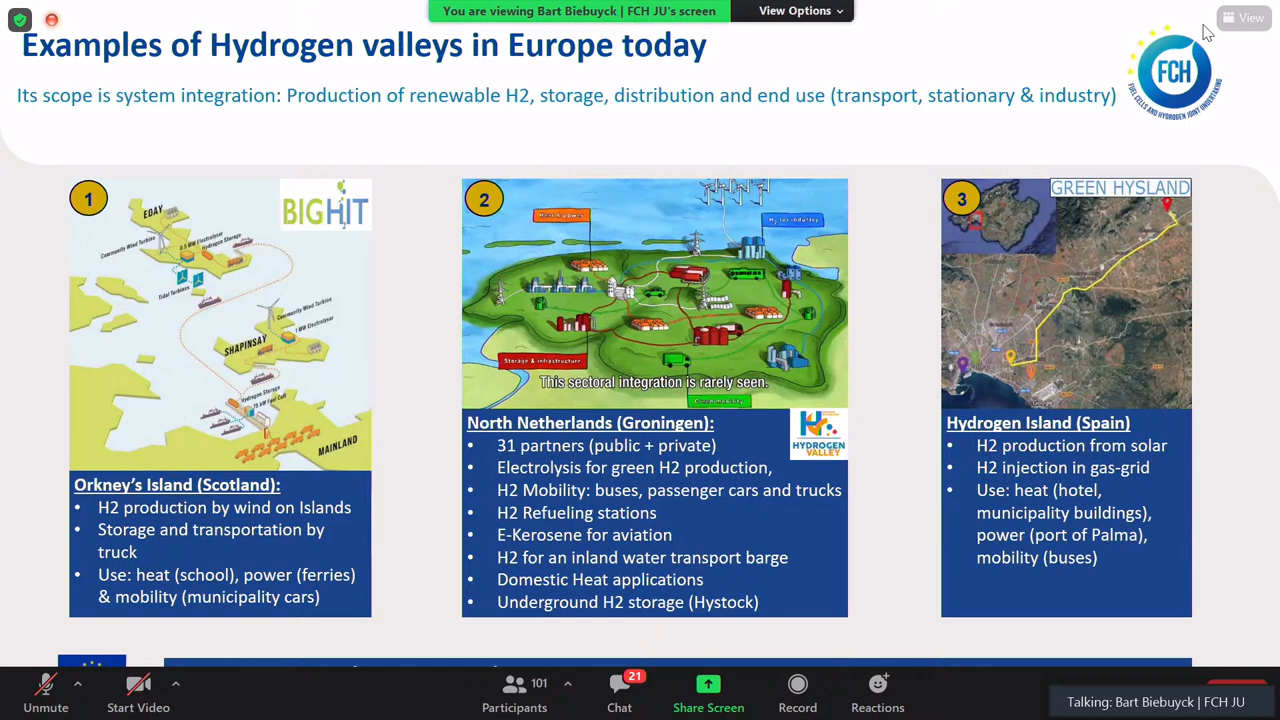 You are viewing Bart Biebuyck | FCH JU's screen
View Options
View
Examples of Hydrogen valleys in Europe today
Its scope is system integration: Production of renewable H2, storage, distribution and end use (transport, stationary & industry)
FCH
FUEL CELLS AND HYDROGEN JOINT UNDERTAKING
1
BIGHIT
EDAY
Community Wind Turbine
0.5 MW Electrolyser
Hydrogen Storage
Tidal Turbines
Community Wind Turbine
1 MW Electrolyser
SHAPINSAY
Hydrogen Storage
75 kW Fuel Cell
MAINLAND
Orkney's Island (Scotland):
• H2 production by wind on Islands
• Storage and transportation by
truck
• Use: heat (school), power (ferries)
& mobility (municipality cars)
2
Heat & power
Hy for industry
Storage & infrastructure
This sectoral integration is rarely seen.
Green mobility
North Netherlands (Groningen):
HYDROGEN
VALLEY
• 31 partners (public + private)
• Electrolysis for green H2 production,
• H2 Mobility: buses, passenger cars and trucks
• H2 Refueling stations
• E-Kerosene for aviation
• H2 for an inland water transport barge
• Domestic Heat applications
• Underground H2 storage (Hystock)
3
GREEN HYSLAND
Hydrogen Island (Spain)
• H2 production from solar
• H2 injection in gas-grid
• Use: heat (hotel,
municipality buildings),
power (port of Palma),
mobility (buses)
Unmute
Start Video
101
Participants
21
Chat
Share Screen
Record
Reactions
Talking: Bart Biebuyck | FCH JU